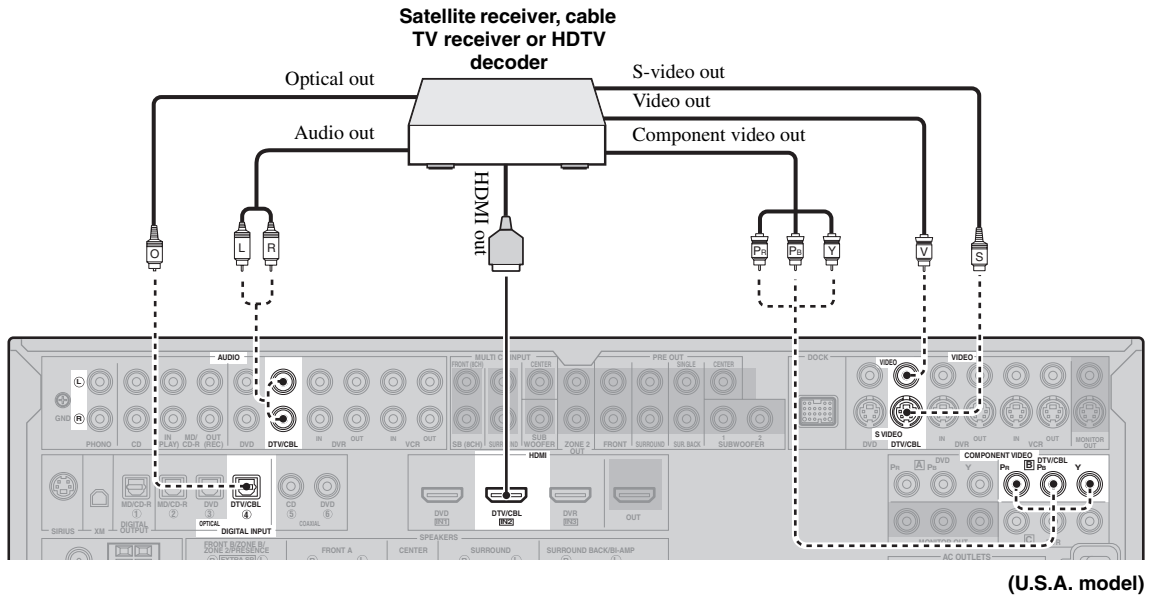 Satellite receiver, cable
TV receiver or HDTV
decoder
Optical out
S-video out
Video out
Audio out
Component video out
HDMI out
O
L
R
PR
PB
Y
V
S
AUDIO
MULTI CH INPUT
PRE OUT
DOCK
VIDEO
VIDEO
FRONT (6CH)
CENTER
SINGLE
CENTER
L
GND
R
PHONO
CD
IN (PLAY)
MD/CD-R
OUT (REC)
DVD
DTV/CBL
IN
OUT
DVR
IN
OUT
VCR
SB (8CH)
SURROUND
SUB WOOFER
ZONE 2 OUT
FRONT
SURROUND
SUR. BACK
1
2
SUBWOOFER
S VIDEO
DVD
DTV/CBL
IN
OUT
DVR
IN
OUT
VCR
MONITOR OUT
HDMI
COMPONENT VIDEO
PR
A
PB
DVD
Y
PR
B
PB
DTV/CBL
Y
SIRIUS
XM
MD/CD-R
①
MD/CD-R
②
DVD
③
DTV/CBL
④
CD
⑤
DVD
⑥
DIGITAL OUTPUT
OPTICAL
COAXIAL
DIGITAL INPUT
DVD
IN1
DTV/CBL
IN2
DVR
IN3
OUT
MONITOR OUT
C
SPEAKERS
FRONT B/ZONE B/
ZONE 2/PRESENCE
FRONT A
CENTER
SURROUND
SURROUND BACK/BI-AMP
AC OUTLETS
(U.S.A. model)